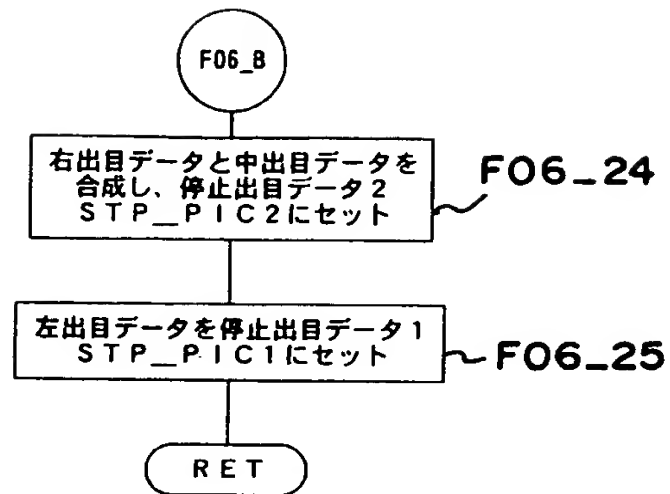 F06_B
右出目データと中出目データを
合成し、停止出目データ2
STP__PIC2にセット
F06_24
左出目データを停止出目データ1
STP__PIC1にセット
F06_25
RET